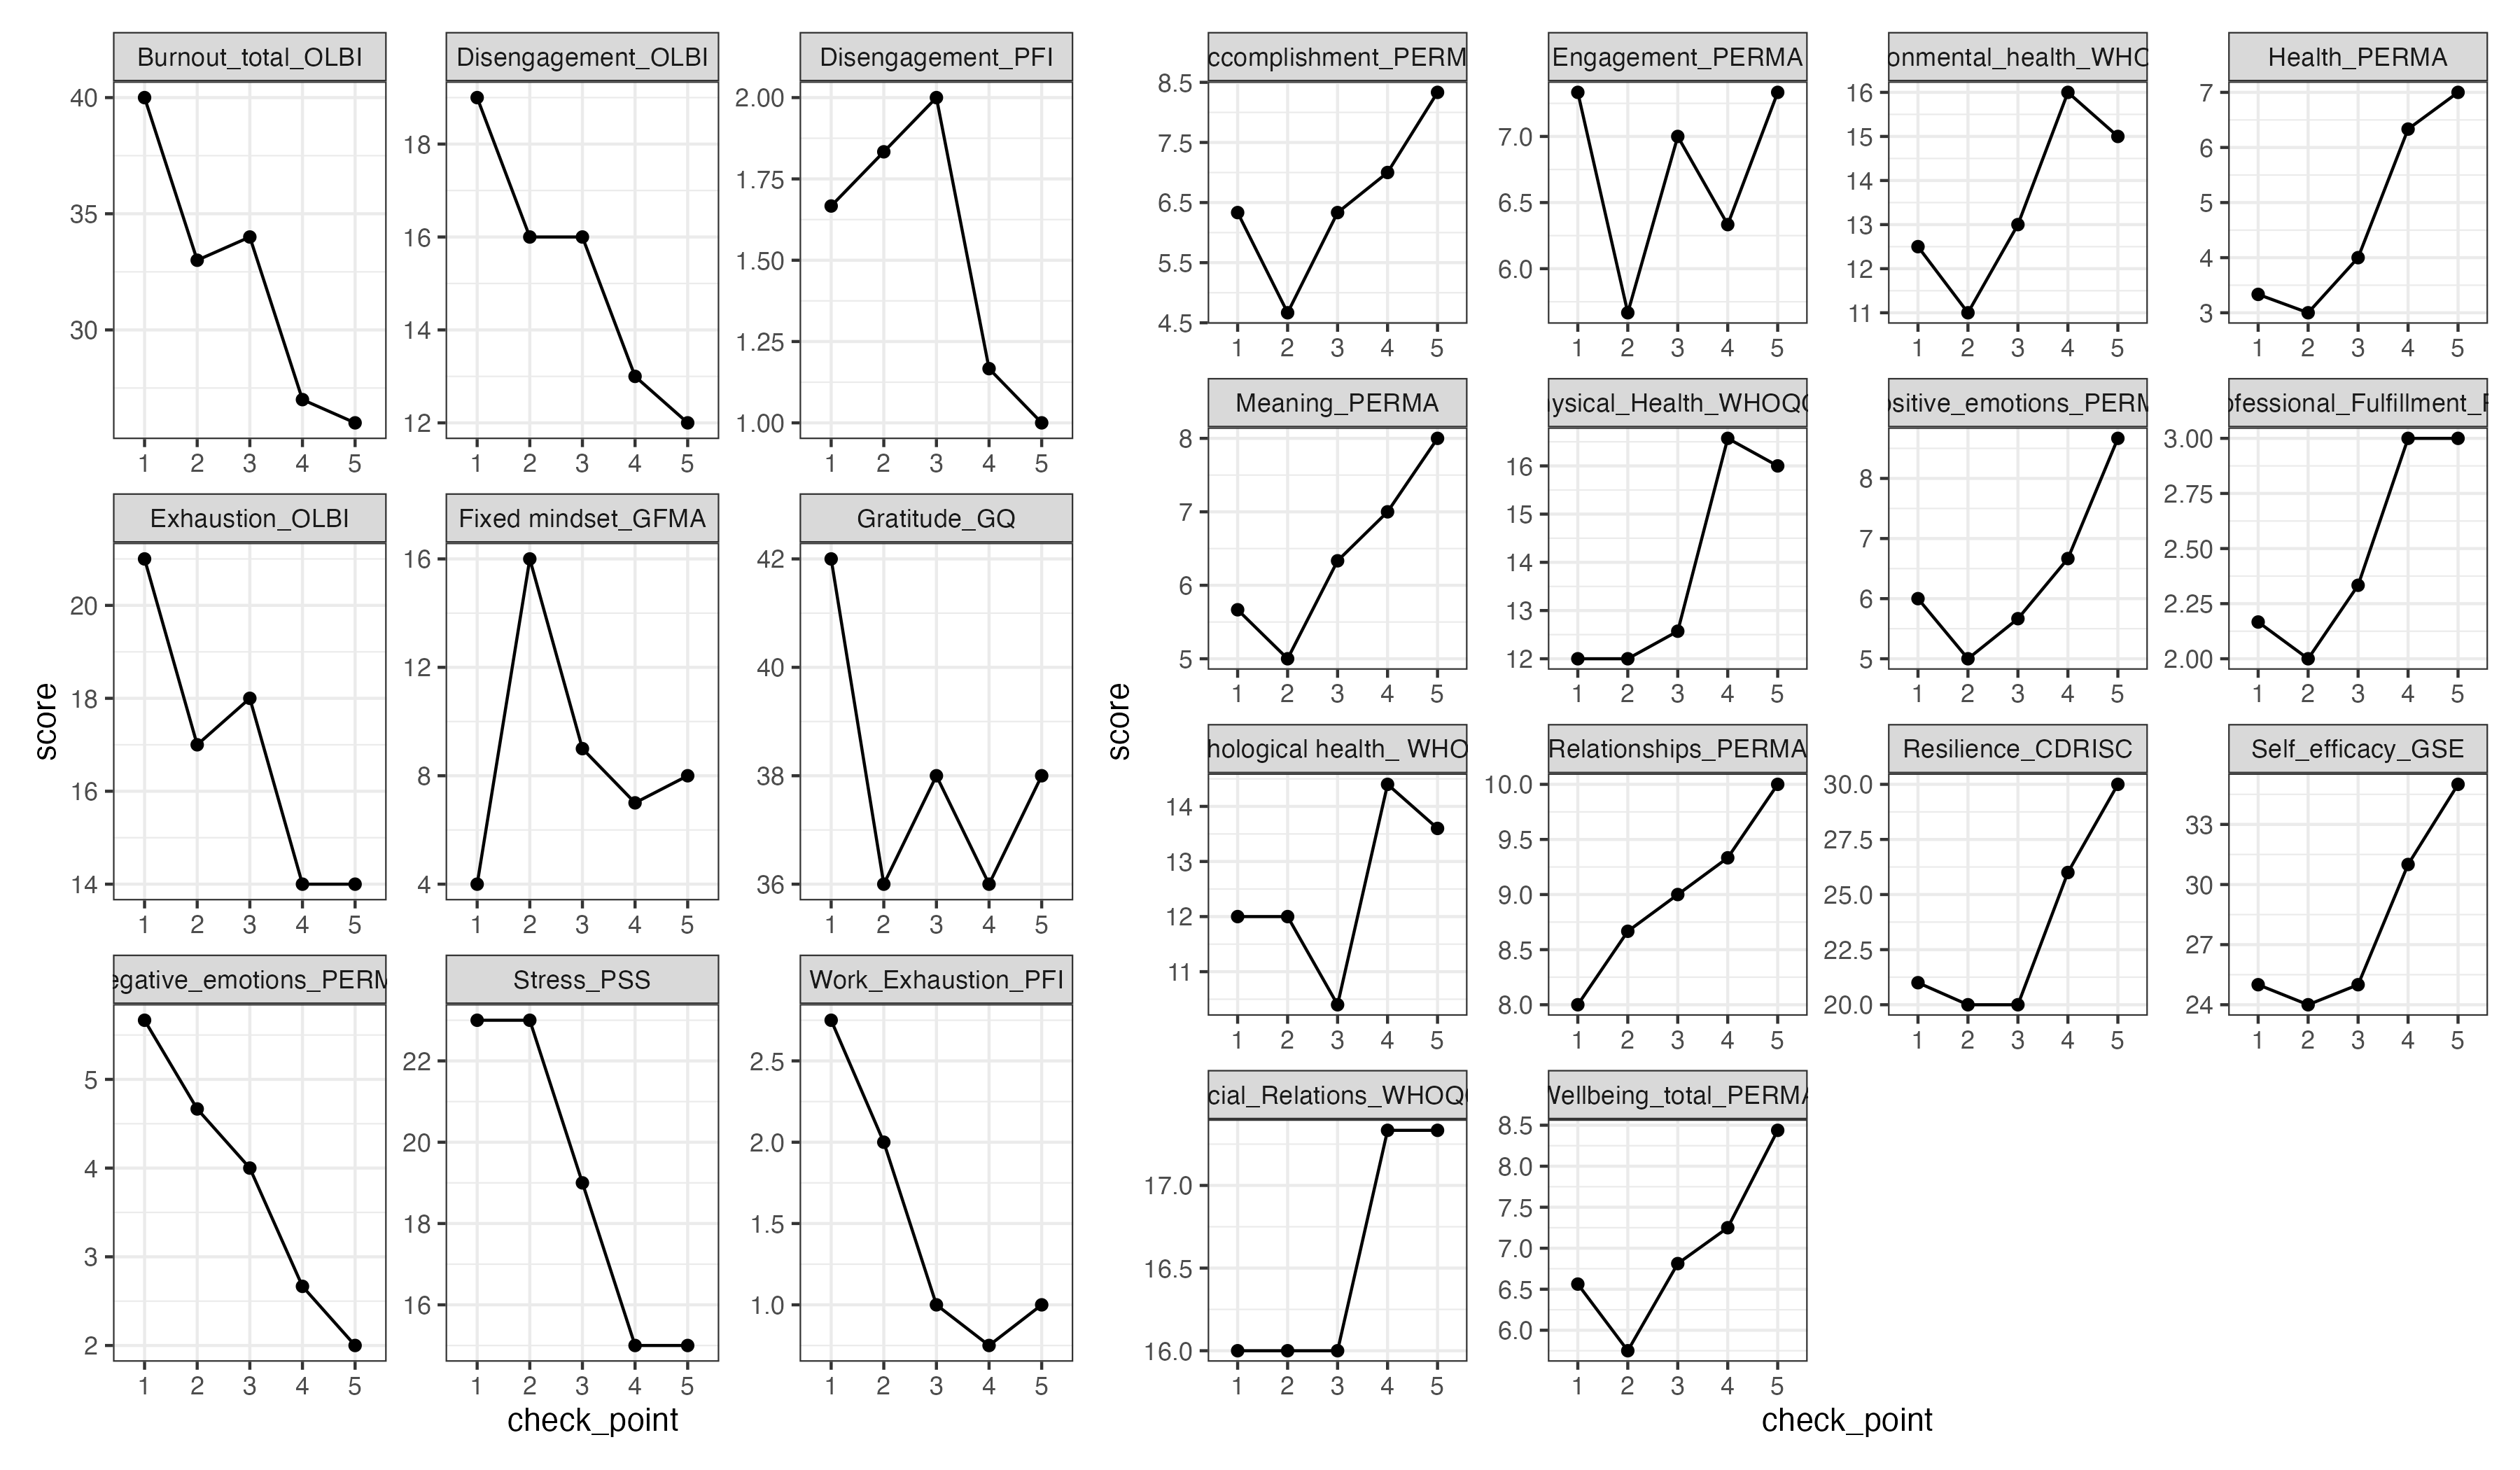 Burnout_total_OLBI
40
35
30
1 2 3 4 5
Disengagement_OLBI
18
16
14
12
1 2 3 4 5
Disengagement_PFI
2.00
1.75
1.50
1.25
1.00
1 2 3 4 5
Exhaustion_OLBI
20
18
16
14
1 2 3 4 5
Fixed mindset_GFMA
16
12
8
4
1 2 3 4 5
Gratitude_GQ
42
40
38
36
1 2 3 4 5
egative_emotions_PERM
5
4
3
2
1 2 3 4 5
Stress_PSS
22
20
18
16
1 2 3 4 5
Work_Exhaustion_PFI
2.5
2.0
1.5
1.0
1 2 3 4 5
score
check_point
ccomplishment_PERM
8.5
7.5
6.5
5.5
4.5
1 2 3 4 5
Engagement_PERMA
7.0
6.5
6.0
1 2 3 4 5
onmental_health_WHO
16
15
14
13
12
11
1 2 3 4 5
Health_PERMA
7
6
5
4
3
1 2 3 4 5
Meaning_PERMA
8
7
6
5
1 2 3 4 5
ysical_Health_WHOQO
16
15
14
13
12
1 2 3 4 5
sitive_emotions_PERM
8
7
6
5
1 2 3 4 5
ofessional_Fulfillment_P
3.00
2.75
2.50
2.25
2.00
1 2 3 4 5
hological health_ WHO
14
13
12
11
1 2 3 4 5
Relationships_PERMA
10.0
9.5
9.0
8.5
8.0
1 2 3 4 5
Resilience_CDRISC
30.0
27.5
25.0
22.5
20.0
1 2 3 4 5
Self_efficacy_GSE
33
30
27
24
1 2 3 4 5
cial_Relations_WHOQO
17.0
16.5
16.0
1 2 3 4 5
Wellbeing_total_PERMA
8.5
8.0
7.5
7.0
6.5
6.0
1 2 3 4 5
score
check_point